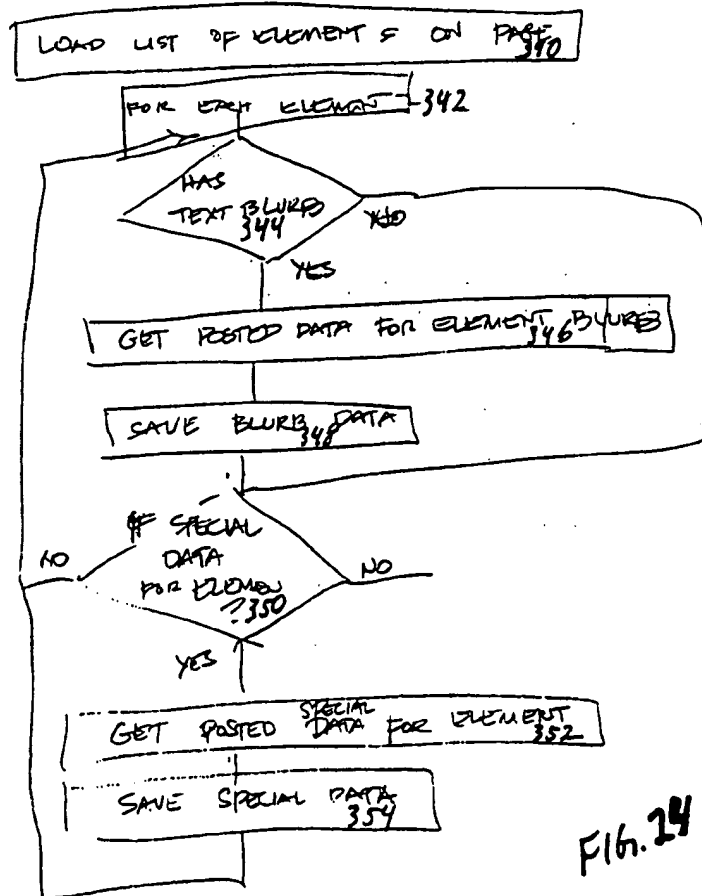 LOAD LIST OF ELEMENTS ON PAGE
340
FOR EACH ELEMENT 342
HAS
TEXT BLURB
344
NO
YES
GET POSTED DATA FOR ELEMENT BLURB
346
SAVE BLURB DATA
348
IF SPECIAL
DATA
FOR ELEMEN
? 350
NO
NO
YES
SPECIAL
GET POSTED DATA FOR ELEMENT
352
SAVE SPECIAL DATA
354
FIG. 24